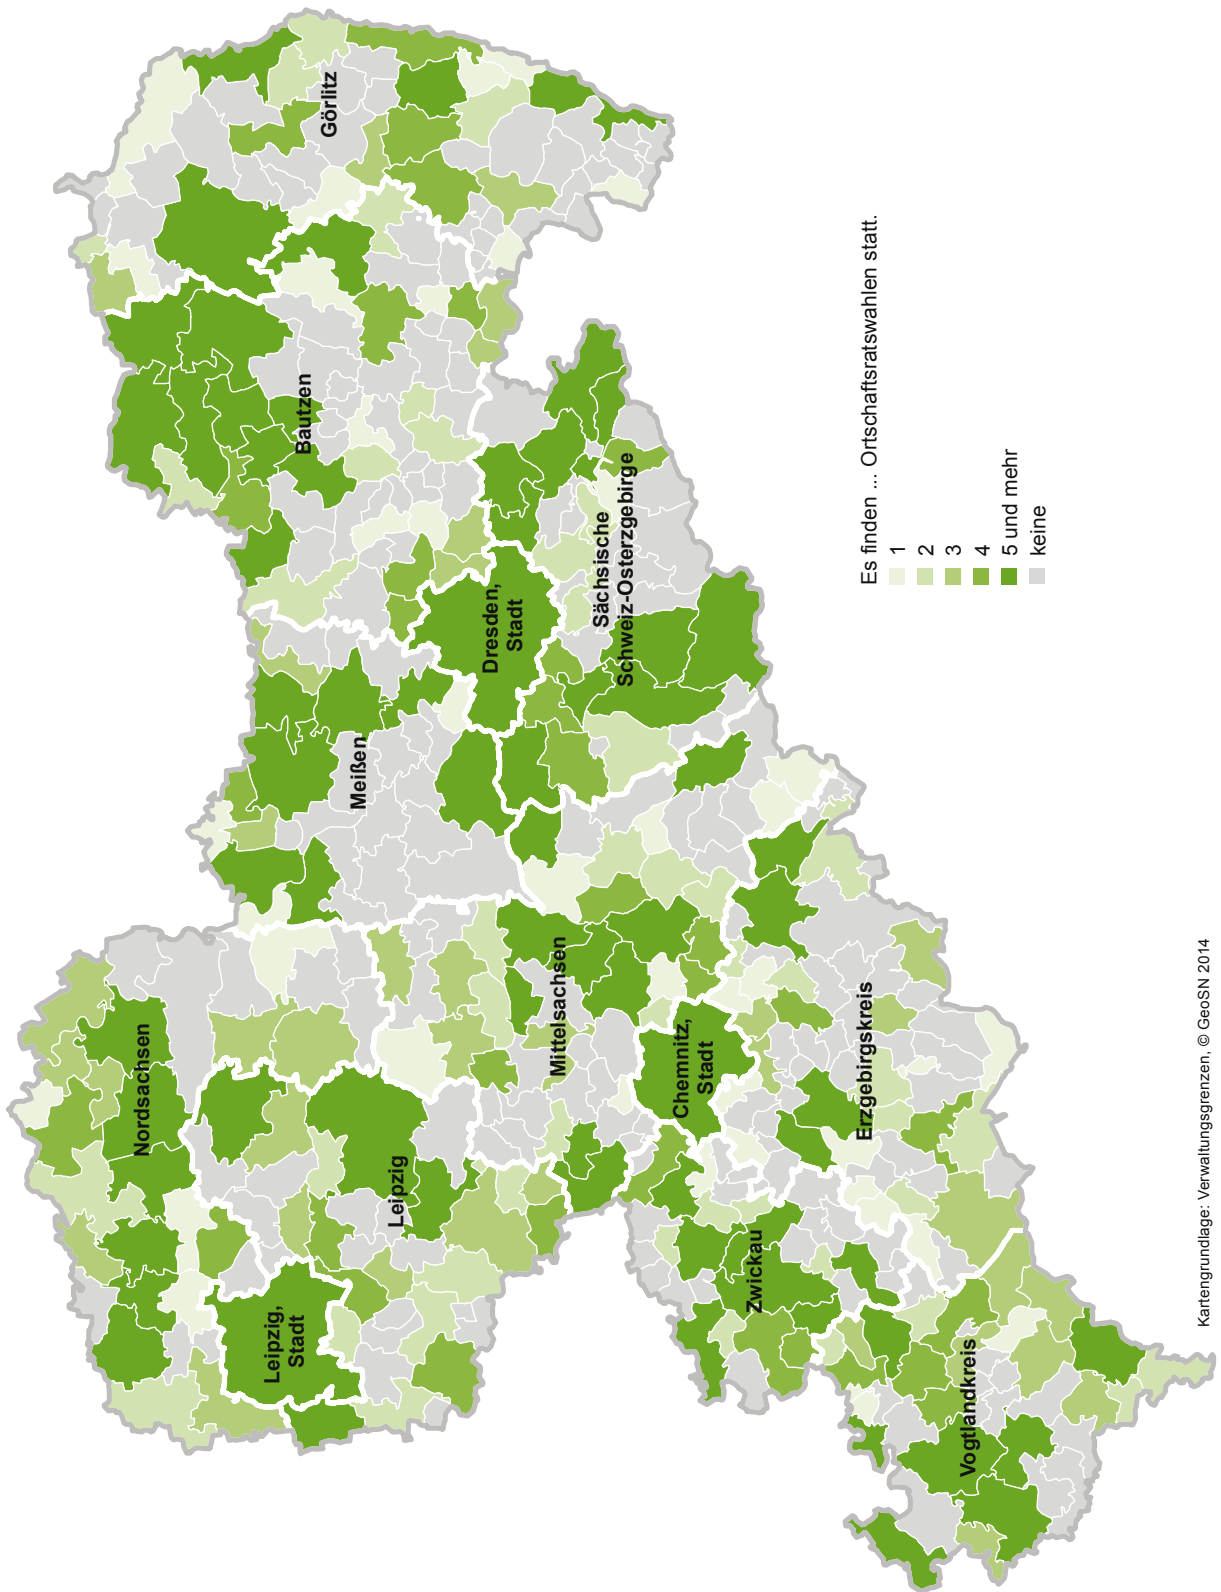 Nordsachsen
Leipzig,
Stadt
Leipzig
Meißen
Bautzen
Görlitz
Dresden,
Stadt
Sächsische
Schweiz-Osterzgebirge
Mittelsachsen
Chemnitz,
Stadt
Erzgebirgskreis
Zwickau
Vogtlandkreis
Es finden ... Ortschaftsratswahlen statt.
1
2
3
4
5 und mehr
keine
Kartengrundlage: Verwaltungsgrenzen, © GeoSN 2014